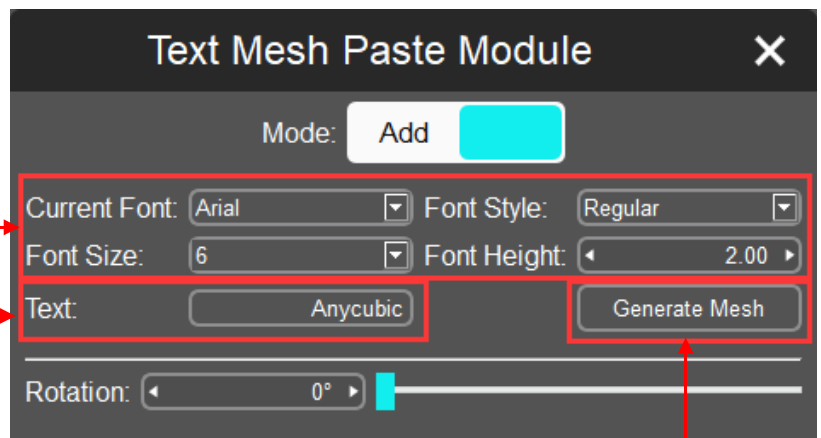 Text Mesh Paste Module
Mode: Add
Current Font: Arial Font Style: Regular
Font Size: 6 Font Height: 2.00
Text: Anycubic Generate Mesh
Rotation: 0°